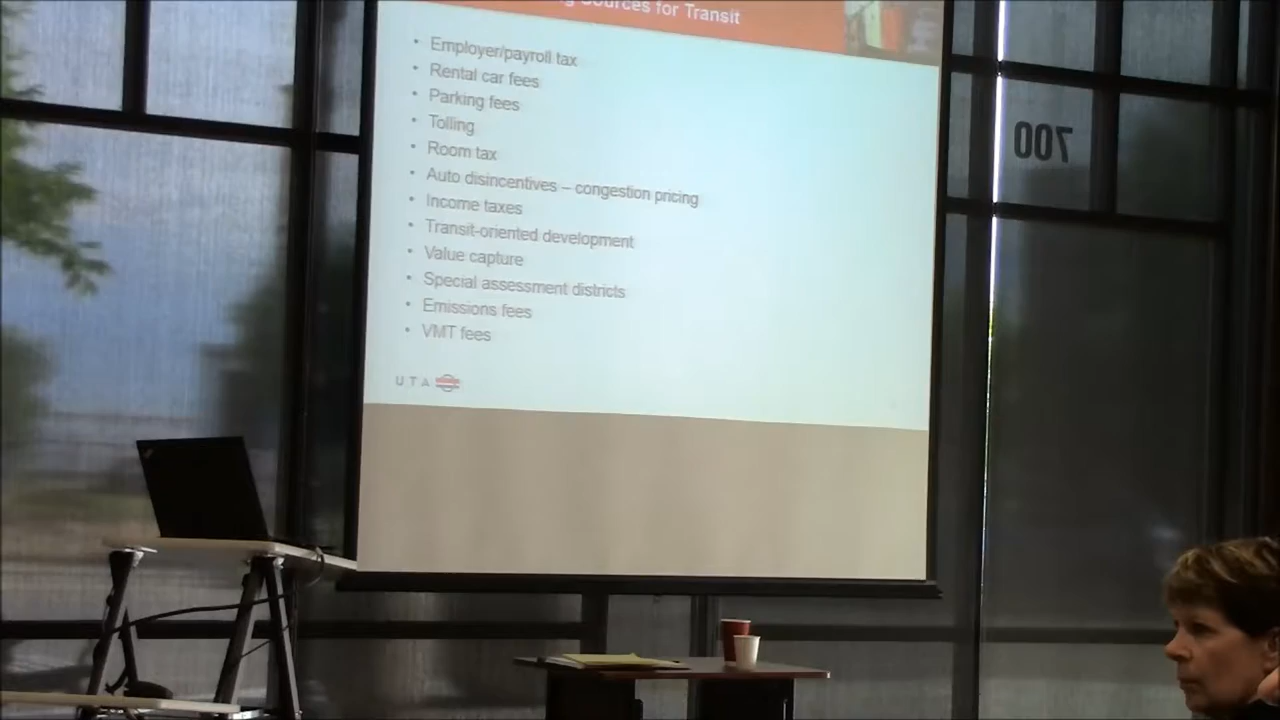 Sources for Transit
• Employer/payroll tax
• Rental car fees
• Parking fees
• Tolling
• Room tax
• Auto disincentives – congestion pricing
• Income taxes
• Transit-oriented development
• Value capture
• Special assessment districts
• Emissions fees
• VMT fees
UTA
700